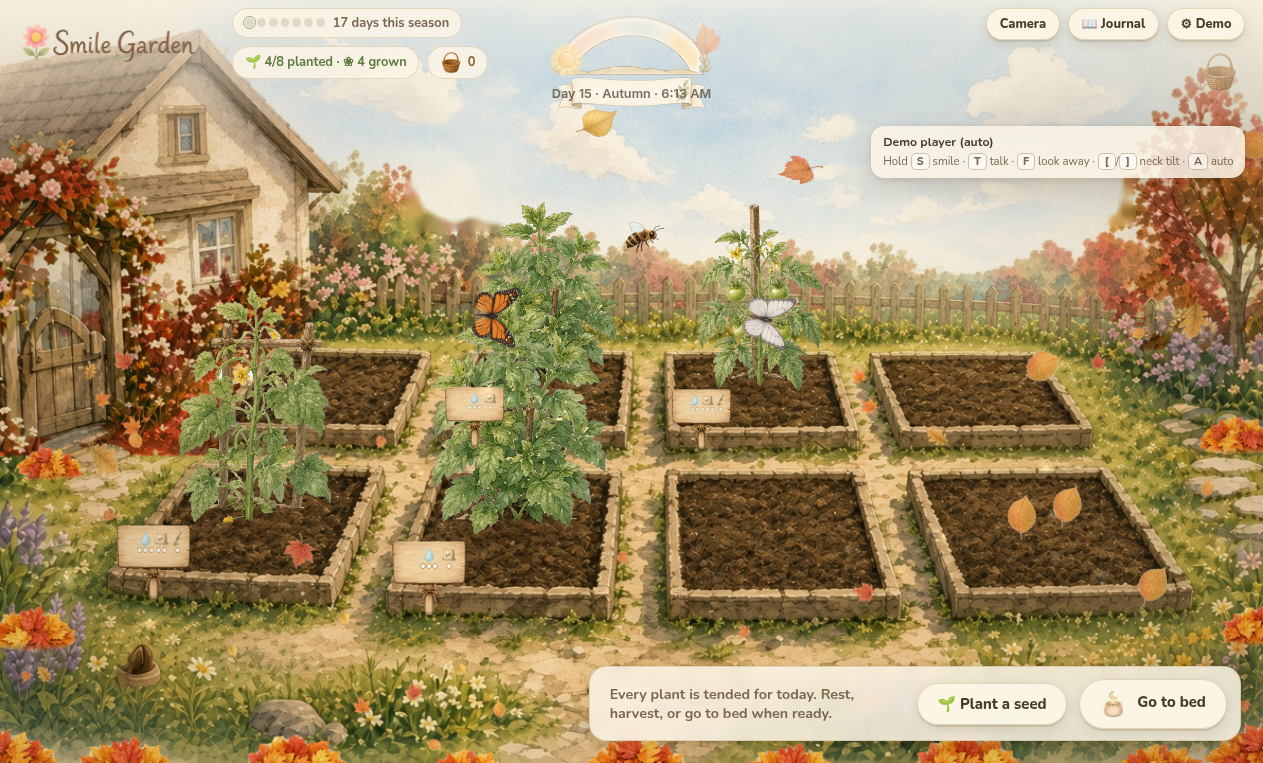 Smile Garden
17 days this season
4/8 planted · 4 grown
0
Day 15 · Autumn · 6:13 AM
Camera
Journal
Demo
Demo player (auto)
Hold S smile · T talk · F look away · [ / ] neck tilt · A auto
Every plant is tended for today. Rest,
harvest, or go to bed when ready.
Plant a seed
Go to bed